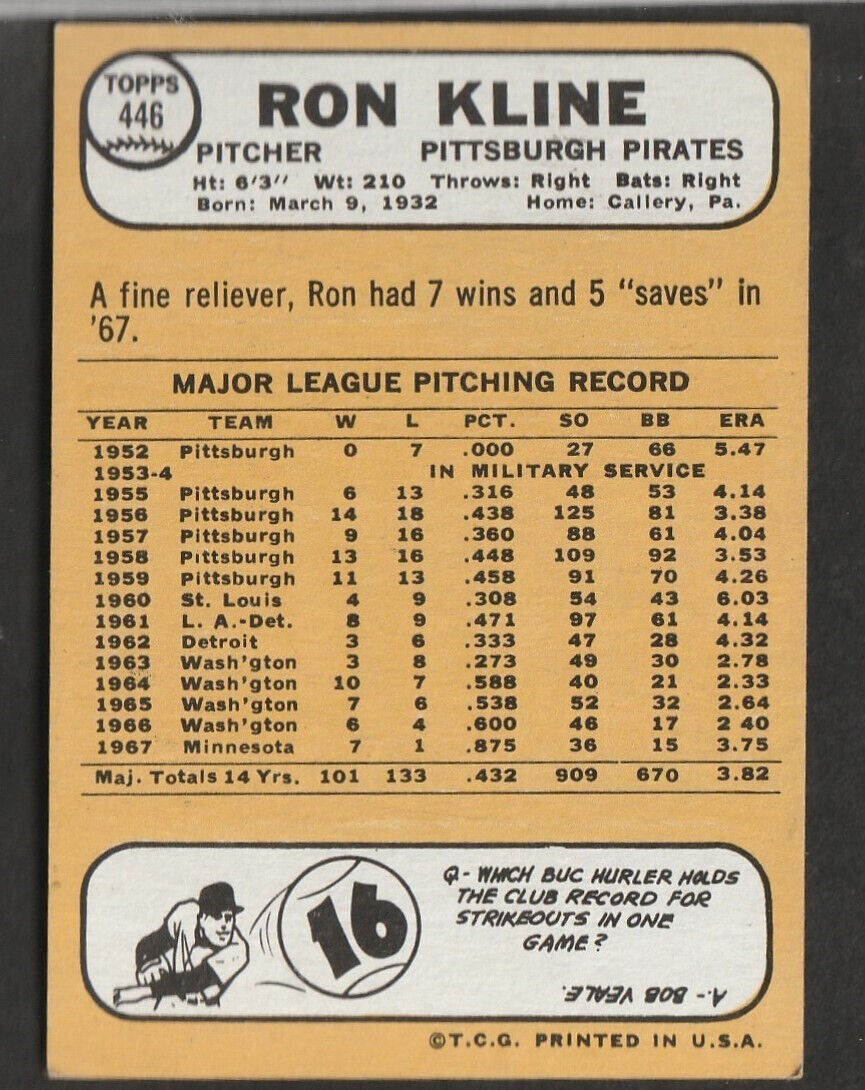 TOPPS
446
RON KLINE
PITCHER PITTSBURGH PIRATES
Ht: 6'3" Wt: 210 Throws: Right Bats: Right
Born: March 9, 1932 Home: Callery, Pa.
A fine reliever, Ron had 7 wins and 5 "saves" in
'67.
MAJOR LEAGUE PITCHING RECORD
YEAR TEAM W L PCT. SO BB ERA
1952 Pittsburgh 0 7 .000 27 66 5.47
1953-4 IN MILITARY SERVICE
1955 Pittsburgh 6 13 .316 48 53 4.14
1956 Pittsburgh 14 18 .438 125 81 3.38
1957 Pittsburgh 9 16 .360 88 61 4.04
1958 Pittsburgh 13 16 .448 109 92 3.53
1959 Pittsburgh 11 13 .458 91 70 4.26
1960 St. Louis 4 9 .308 54 43 6.03
1961 L. A.-Det. 8 9 .471 97 61 4.14
1962 Detroit 3 6 .333 47 28 4.32
1963 Wash'gton 3 8 .273 49 30 2.78
1964 Wash'gton 10 7 .588 40 21 2.33
1965 Wash'gton 7 6 .538 52 32 2.64
1966 Wash'gton 6 4 .600 46 17 2 40
1967 Minnesota 7 1 .875 36 15 3.75
Maj. Totals 14 Yrs. 101 133 .432 909 670 3.82
16
Q- WHICH BUC HURLER HOLDS
THE CLUB RECORD FOR
STRIKEOUTS IN ONE
GAME?
A.- BOB VEALE.
©T.C.G. PRINTED IN U.S.A.